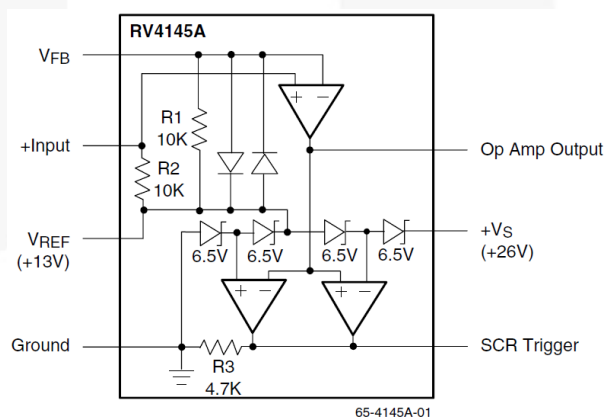 RV4145A
VFB
R1
10K
+Input
R2
10K
Op Amp Output
VREF
(+13V)
6.5V
6.5V
6.5V
6.5V
+VS
(+26V)
+ −
+ −
+ −
Ground
R3
4.7K
SCR Trigger
65-4145A-01